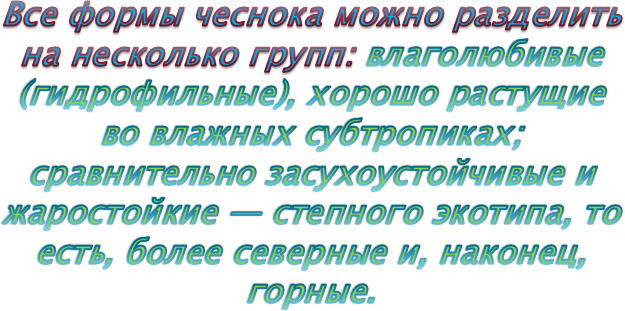 Все формы чеснока можно разделить
на несколько групп: влаголюбивые
(гидрофильные), хорошо растущие
во влажных субтропиках;
сравнительно засухоустойчивые и
жаростойкие — степного экотипа, то
есть, более северные и, наконец,
горные.